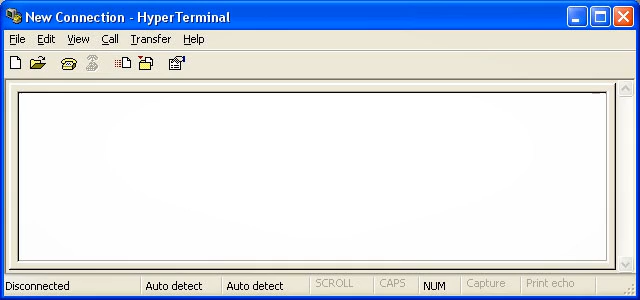 New Connection - HyperTerminal
File Edit View Call Transfer Help
Disconnected Auto detect Auto detect SCROLL CAPS NUM Capture Print echo